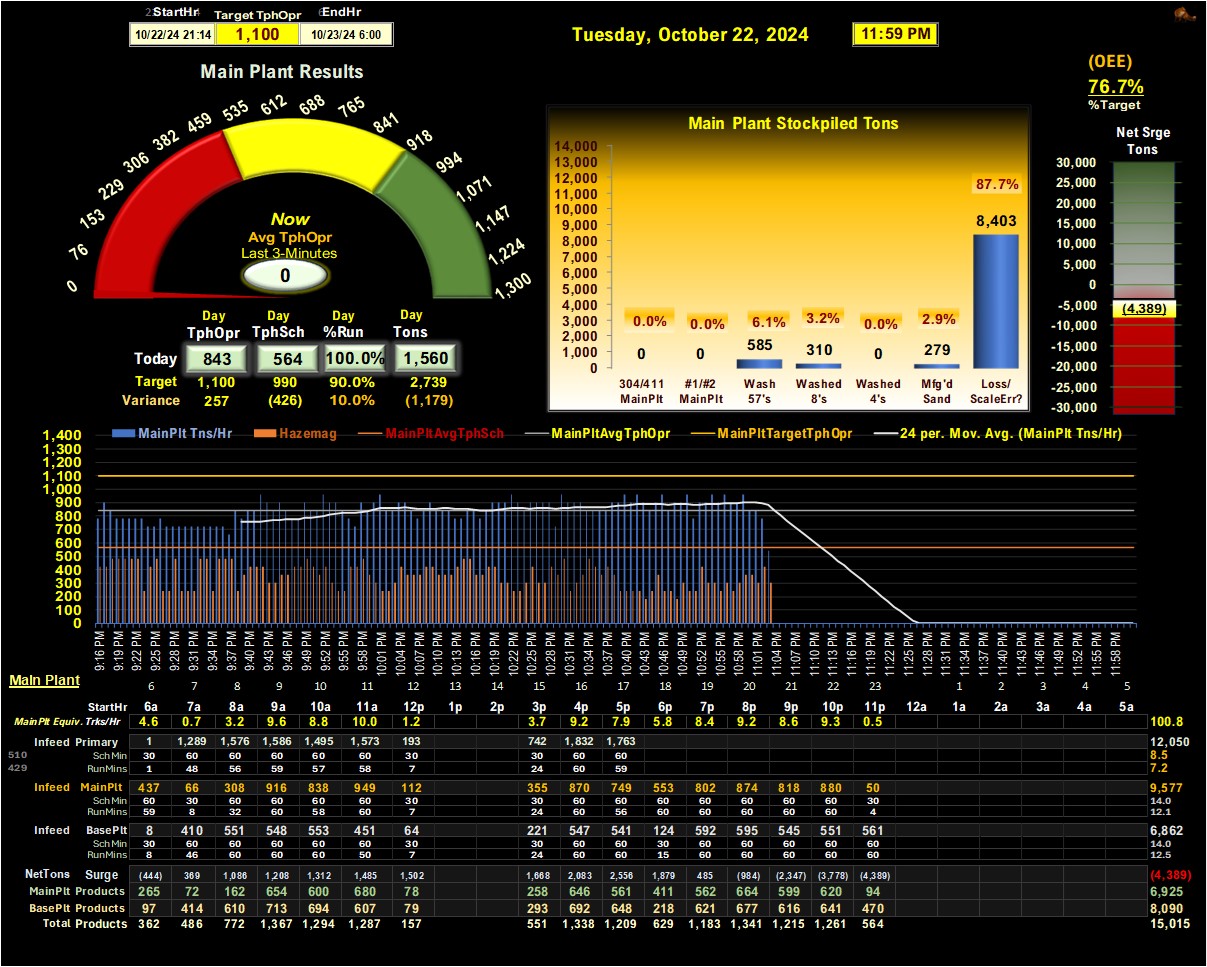 StartHr Target TphOpr EndHr
10/22/24 21:14 1,100 10/23/24 6:00
Tuesday, October 22, 2024 11:59 PM
(OEE)
76.7%
%Target
Main Plant Results
0 76 153 229 306 382 459 535 612 688 765 841 918 994 1,071 1,147 1,224 1,300
Now
Avg TphOpr
Last 3-Minutes
0
Day Day Day Day
TphOpr TphSch %Run Tons
Today 843 564 100.0% 1,560
Target 1,100 990 90.0% 2,739
Variance 257 (426) 10.0% (1,179)
Main Plant Stockpiled Tons
14,000
13,000
12,000
11,000
10,000
9,000
8,000
7,000
6,000
5,000
4,000
3,000
2,000
1,000
0
0.0% 0.0% 6.1% 3.2% 0.0% 2.9% 87.7%
0 0 585 310 0 279 8,403
304/411 #1/#2 Wash Washed Washed Mfg'd Loss/
MainPlt MainPlt 57's 8's 4's Sand ScaleErr?
Net Srge
Tons
30,000
25,000
20,000
15,000
10,000
5,000
0
-5,000
-10,000
-15,000
-20,000
-25,000
-30,000
(4,389)
MainPlt Tns/Hr Hazemag MainPltAvgTphSch MainPltAvgTphOpr MainPltTargetTphOpr 24 per. Mov. Avg. (MainPlt Tns/Hr)
1,400
1,300
1,200
1,100
1,000
900
800
700
600
500
400
300
200
100
0
9:16 PM 9:19 PM 9:22 PM 9:25 PM 9:28 PM 9:31 PM 9:34 PM 9:37 PM 9:40 PM 9:43 PM 9:46 PM 9:49 PM 9:52 PM 9:55 PM 9:58 PM 10:01 PM 10:04 PM 10:07 PM 10:10 PM 10:13 PM 10:16 PM 10:19 PM 10:22 PM 10:25 PM 10:28 PM 10:31 PM 10:34 PM 10:37 PM 10:40 PM 10:43 PM 10:46 PM 10:49 PM 10:52 PM 10:55 PM 10:58 PM 11:01 PM 11:04 PM 11:07 PM 11:10 PM 11:13 PM 11:16 PM 11:19 PM 11:22 PM 11:25 PM 11:28 PM 11:31 PM 11:34 PM 11:37 PM 11:40 PM 11:43 PM 11:46 PM 11:49 PM 11:52 PM 11:55 PM 11:58 PM
Main Plant 6 7 8 9 10 11 12 13 14 15 16 17 18 19 20 21 22 23 1 2 3 4 5
StartHr 6a 7a 8a 9a 10a 11a 12p 1p 2p 3p 4p 5p 6p 7p 8p 9p 10p 11p 12a 1a 2a 3a 4a 5a
MainPlt Equiv. Trks/Hr 4.6 0.7 3.2 9.6 8.8 10.0 1.2 3.7 9.2 7.9 5.8 8.4 9.2 8.6 9.3 0.5 100.8
Infeed Primary 1 1,289 1,576 1,586 1,495 1,573 193 742 1,832 1,763 12,050
510 Sch Min 30 60 60 60 60 60 30 30 60 60 8.5
429 RunMins 1 48 56 59 57 58 7 24 60 59 7.2
Infeed MainPlt 437 66 308 916 838 949 112 355 870 749 553 802 874 818 880 50 9,577
Sch Min 60 30 60 60 60 60 30 30 60 60 60 60 60 60 60 30 14.0
RunMins 59 8 32 60 58 60 7 24 60 56 60 60 60 60 60 4 12.1
Infeed BasePlt 8 410 551 548 553 451 64 221 547 541 124 592 595 545 551 561 6,862
Sch Min 30 60 60 60 60 60 30 30 60 60 30 60 60 60 60 60 14.0
RunMins 8 46 60 60 60 50 7 24 60 60 15 60 60 60 60 60 12.5
NetTons Surge (444) 369 1,086 1,208 1,312 1,485 1,502 1,668 2,083 2,556 1,879 485 (984) (2,347) (3,778) (4,389) (4,389)
MainPlt Products 265 72 162 654 600 680 78 258 646 561 411 562 664 599 620 94 6,925
BasePlt Products 97 414 610 713 694 607 79 293 692 648 218 621 677 616 641 470 8,090
Total Products 362 486 772 1,367 1,294 1,287 157 551 1,338 1,209 629 1,183 1,341 1,215 1,261 564 15,015